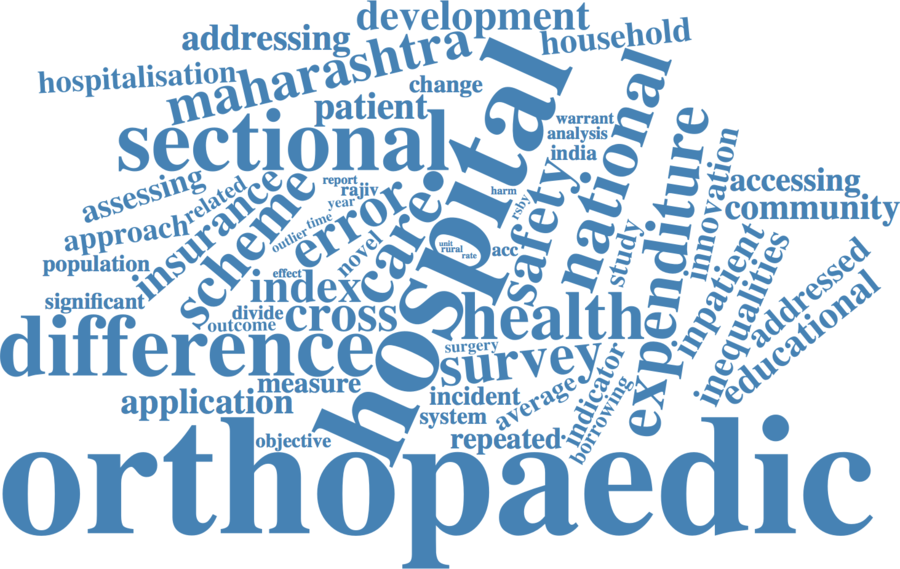 development
addressing
household
maharashtra
hospitalisation
change
patient
hospital
national
sectional
warrant
analysis
india
expenditure
innovation
accessing
community
assessing
related
report
rajiv
year
harm
rsby
safety
approach
insurance
scheme
outlier
time
error
care
novel
unit
rural
rate
acc
study
population
effect
index
inpatient
inequalities
addressed
educational
significant
divide
outcome
cross
health
difference
surgery
survey
measure
application
incident
system
average
indicator
borrowing
objective
repeated
orthopaedic